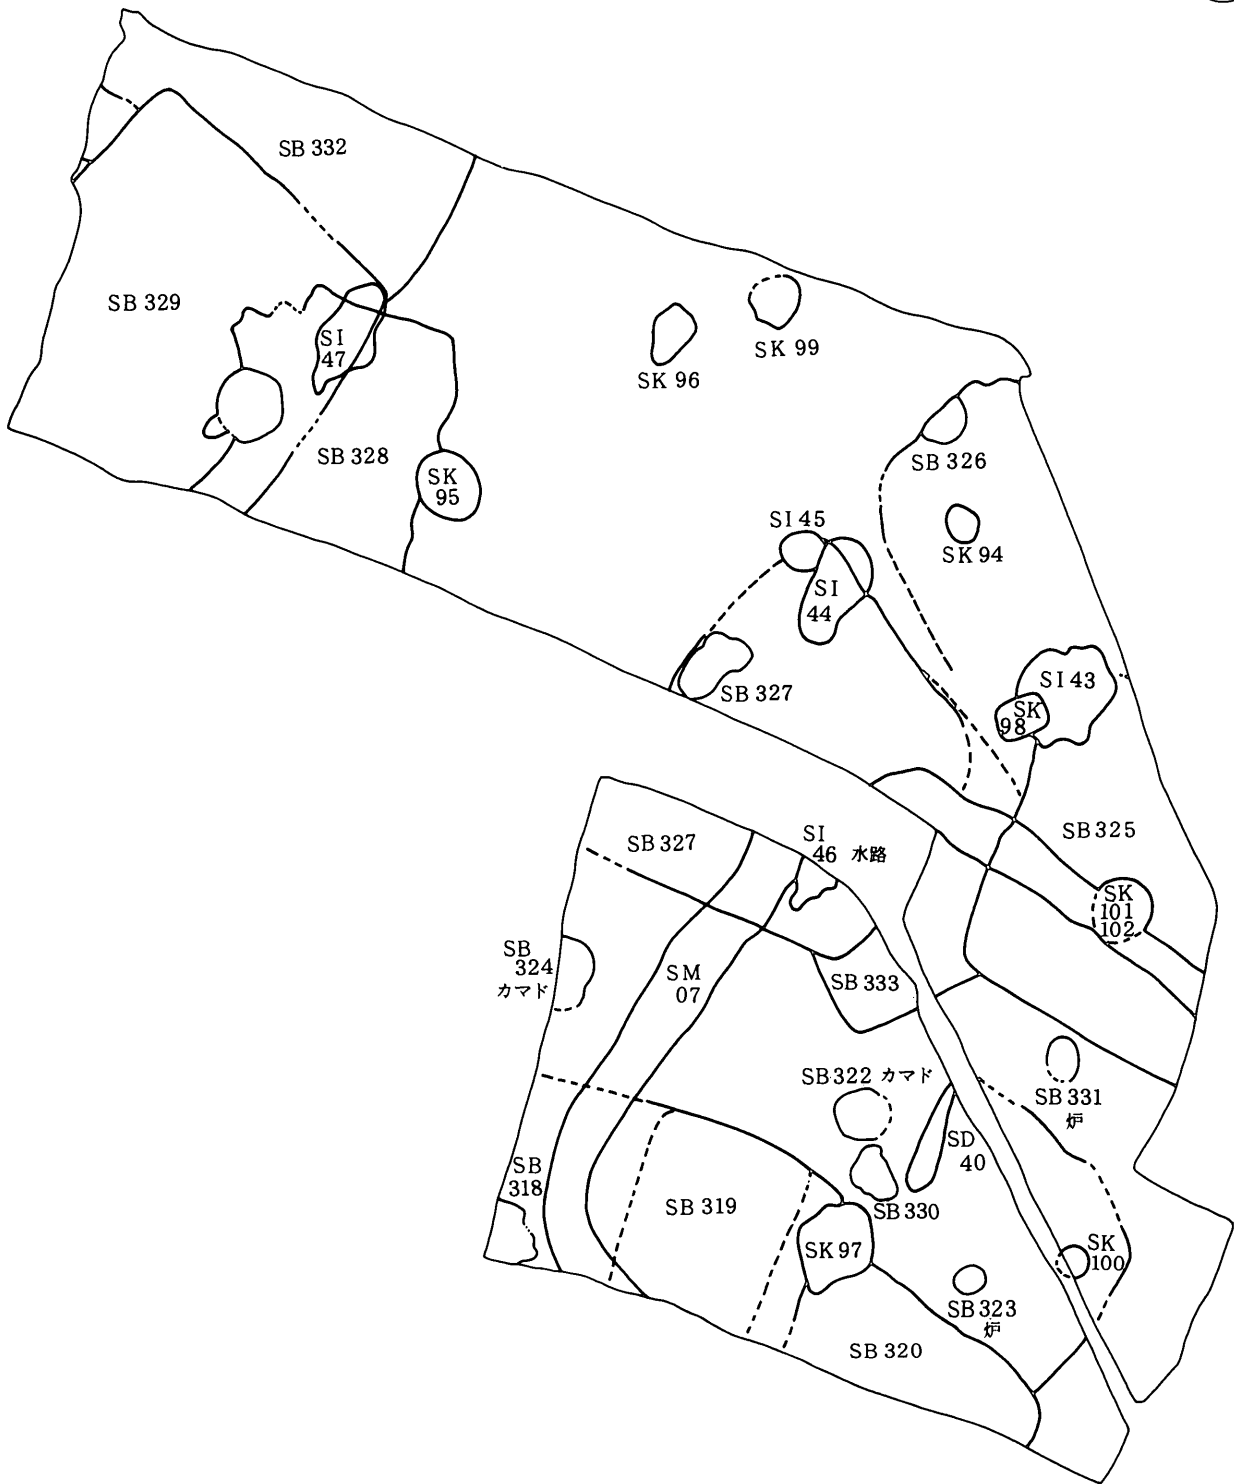 SB 332
SB 329
SI
47
SK 99
SK 96
SB 328
SK
95
SB 326
SI 45
SK 94
SI
44
SI 43
SK
98
SB 327
SB 325
SB 327
SI
46 水路
SK
101
102
SB
324
カマド
SM
07
SB 333
SB 322 カマド
SB 331
炉
SD
40
SB
318
SB 319
SB 330
SK 97
SK
100
SB 323
炉
SB 320